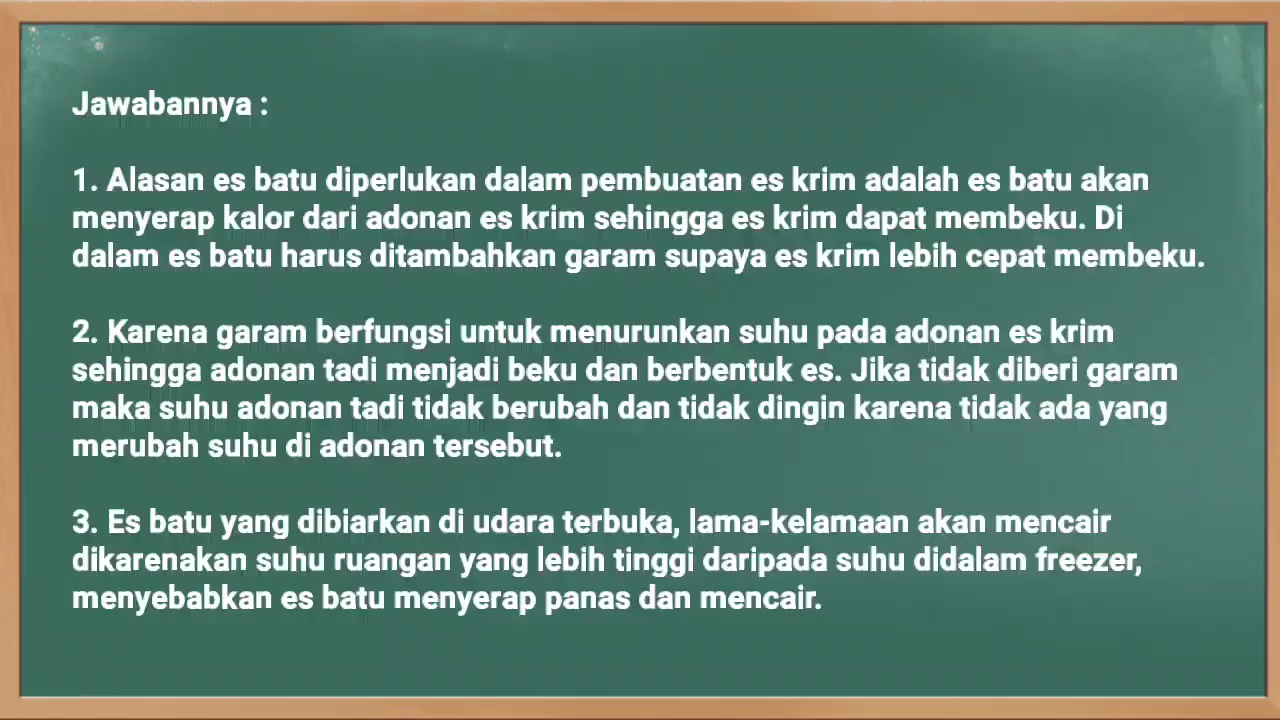 Jawabannya :
1. Alasan es batu diperlukan dalam pembuatan es krim adalah es batu akan
menyerap kalor dari adonan es krim sehingga es krim dapat membeku. Di
dalam es batu harus ditambahkan garam supaya es krim lebih cepat membeku.
2. Karena garam berfungsi untuk menurunkan suhu pada adonan es krim
sehingga adonan tadi menjadi beku dan berbentuk es. Jika tidak diberi garam
maka suhu adonan tadi tidak berubah dan tidak dingin karena tidak ada yang
merubah suhu di adonan tersebut.
3. Es batu yang dibiarkan di udara terbuka, lama-kelamaan akan mencair
dikarenakan suhu ruangan yang lebih tinggi daripada suhu didalam freezer,
menyebabkan es batu menyerap panas dan mencair.